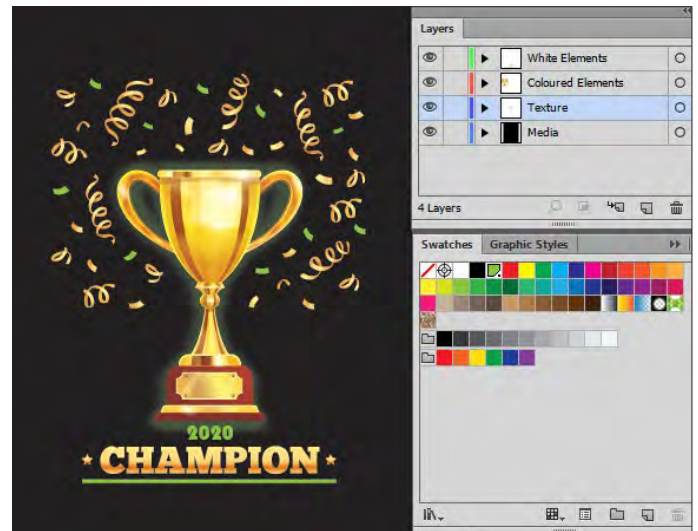 Layers
White Elements
Coloured Elements
Texture
Media
4 Layers
Swatches Graphic Styles
2020
CHAMPION